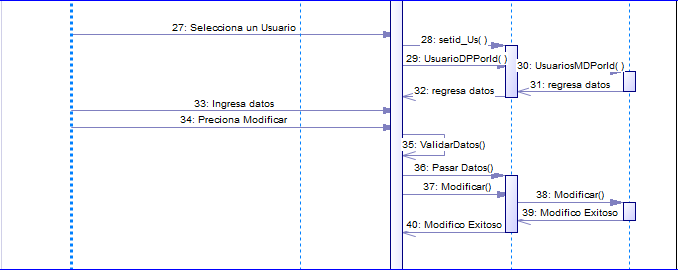 27: Selecciona un Usuario
28: setid_Us( )
29: UsuarioDPPorId( )
30: UsuariosMDPorId( )
31: regresa datos
32: regresa datos
33: Ingresa datos
34: Preciona Modificar
35: ValidarDatos()
36: Pasar Datos()
37: Modificar()
38: Modificar()
39: Modifico Exitoso
40: Modifico Exitoso